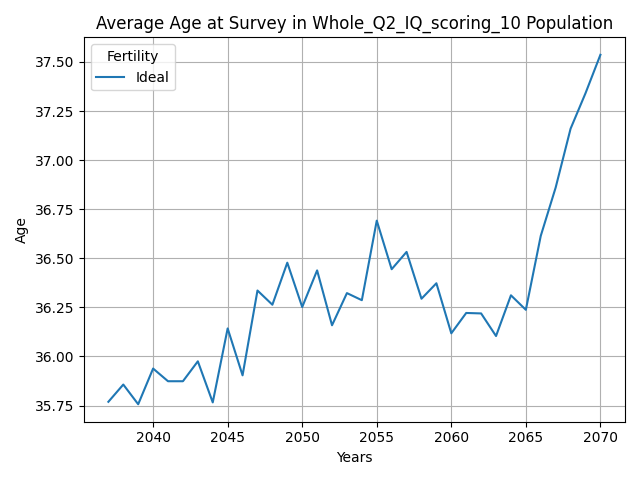 Average Age at Survey in Whole_Q2_IQ_scoring_10 Population
Fertility
Ideal
37.50
37.25
37.00
36.75
36.50
36.25
36.00
35.75
Age
2040 2045 2050 2055 2060 2065 2070
Years